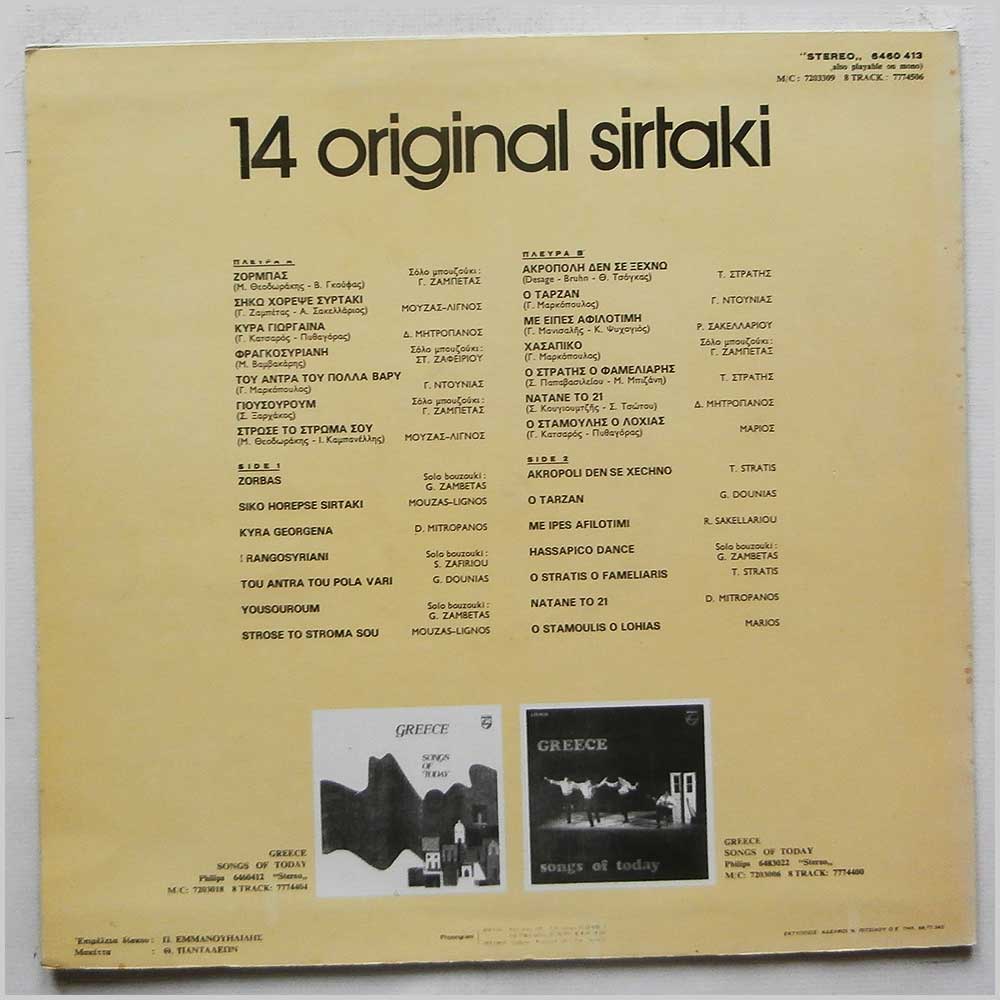 "STEREO„ 6460 413
also playable on mono)
M/C : 7203309 8 TRACK : 7774506
14 original sirtaki
ΠΛΕΥΡΑ Α΄
ΖΟΡΜΠΑΣ Σόλο μπουζούκι :
(Μ. Θεοδωράκης - Β. Γκούφας) Γ. ΖΑΜΠΕΤΑΣ
ΣΗΚΩ ΧΟΡΕΨΕ ΣΥΡΤΑΚΙ
(Γ. Ζαμπέτας - Α. Σακελλάριος) ΜΟΥΖΑΣ-ΛΙΓΝΟΣ
ΚΥΡΑ ΓΙΩΡΓΑΙΝΑ
(Γ. Κατσαρός - Πυθαγόρας) Δ. ΜΗΤΡΟΠΑΝΟΣ
ΦΡΑΓΚΟΣΥΡΙΑΝΗ Σόλο μπουζούκι :
(Μ. Βαμβακάρης) ΣΤ. ΖΑΦΕΙΡΙΟΥ
ΤΟΥ ΑΝΤΡΑ ΤΟΥ ΠΟΛΛΑ ΒΑΡΥ
(Γ. Μαρκόπουλος) Γ. ΝΤΟΥΝΙΑΣ
ΓΙΟΥΣΟΥΡΟΥΜ Σόλο μπουζούκι :
(Σ. Ξαρχάκος) Γ. ΖΑΜΠΕΤΑΣ
ΣΤΡΩΣΕ ΤΟ ΣΤΡΩΜΑ ΣΟΥ
(Μ. Θεοδωράκης - Ι. Καμπανέλλης) ΜΟΥΖΑΣ-ΛΙΓΝΟΣ
SIDE 1
ZORBAS Solo bouzouki :
G. ZAMBETAS
SIKO HOREPSE SIRTAKI MOUZAS-LIGNOS
KYRA GEORGENA D. MITROPANOS
RANGOSYRIANI Solo bouzouki :
S. ZAFIRIOU
TOU ANTRA TOU POLA VARI G. DOUNIAS
YOUSOUROUM Solo bouzouki :
G. ZAMBETAS
STROSE TO STROMA SOU MOUZAS-LIGNOS
ΠΛΕΥΡΑ Β΄
ΑΚΡΟΠΟΛΗ ΔΕΝ ΣΕ ΞΕΧΝΩ
(Desage - Bruhn - Θ. Τσόγκας) Τ. ΣΤΡΑΤΗΣ
Ο ΤΑΡΖΑΝ
(Γ. Μαρκόπουλος) Γ. ΝΤΟΥΝΙΑΣ
ΜΕ ΕΙΠΕΣ ΑΦΙΛΟΤΙΜΗ
(Γ. Μανισαλής - Κ. Ψυχογιός) Ρ. ΣΑΚΕΛΛΑΡΙΟΥ
ΧΑΣΑΠΙΚΟ Σόλο μπουζούκι :
(Γ. Μαρκόπουλος) Γ. ΖΑΜΠΕΤΑΣ
Ο ΣΤΡΑΤΗΣ Ο ΦΑΜΕΛΙΑΡΗΣ
(Σ. Παπαβασιλείου - Μ. Μπιζάνη) Τ. ΣΤΡΑΤΗΣ
ΝΑΤΑΝΕ ΤΟ 21
(Σ. Κουγιουμτζής - Σ. Τσώτου) Δ. ΜΗΤΡΟΠΑΝΟΣ
Ο ΣΤΑΜΟΥΛΗΣ Ο ΛΟΧΙΑΣ
(Γ. Κατσαρός - Πυθαγόρας) ΜΑΡΙΟΣ
SIDE 2
AKROPOLI DEN SE XECHNO T. STRATIS
O TARZAN G. DOUNIAS
ME IPES AFILOTIMI R. SAKELLARIOU
HASSAPICO DANCE Solo bouzouki :
G. ZAMBETAS
O STRATIS O FAMELIARIS T. STRATIS
NATANE TO 21 D. MITROPANOS
O STAMOULIS O LOHIAS MARIOS
GREECE
SONGS
OF
TODAY
GREECE
songs of today
GREECE
SONGS OF TODAY
Philips 6460412 "Stereo„
M/C: 7203018 8 TRACK: 7774404
GREECE
SONGS OF TODAY
Philips 6483022 "Stereo„
M/C: 7203006 8 TRACK: 7774400
Ἐπιμέλεια δίσκου : Π. ΕΜΜΑΝΟΥΗΛΙΔΗΣ
Μακέττα : Θ. ΠΑΝΤΑΛΕΩΝ
Phonogram